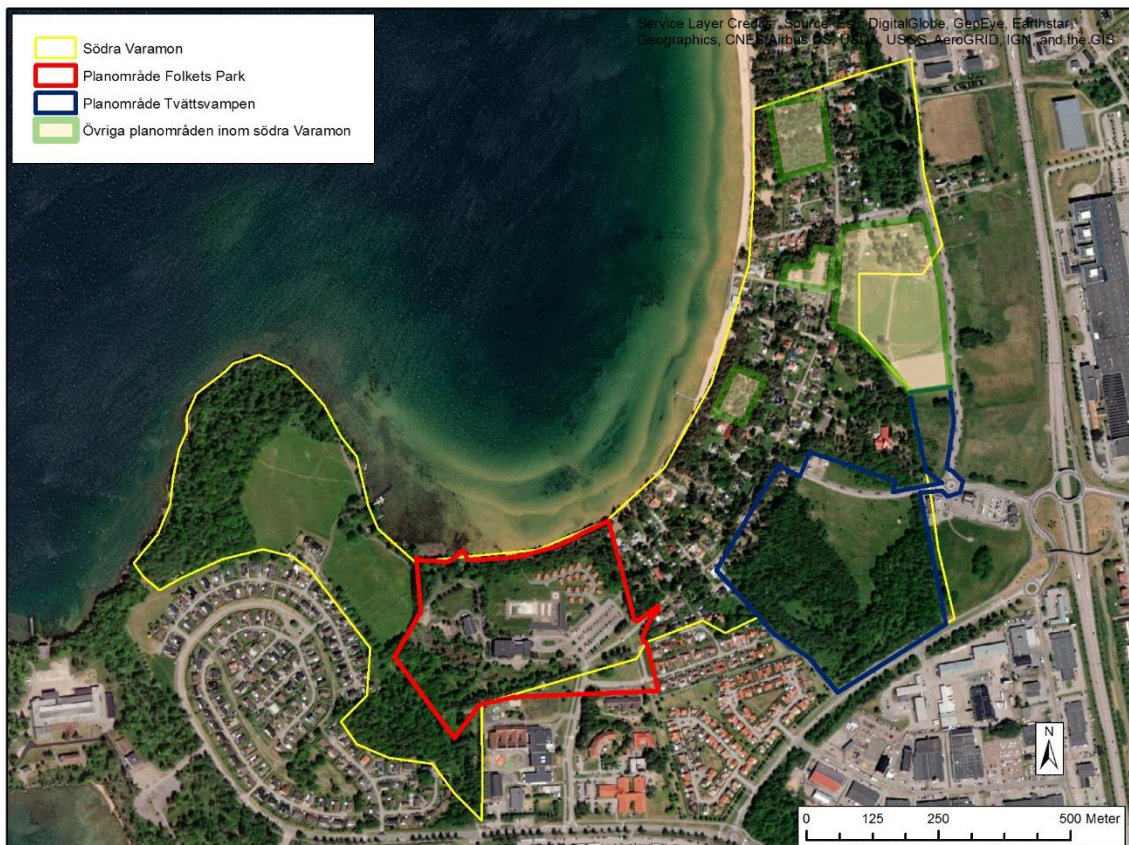 Service Layer Credits: Source: Esri, DigitalGlobe, GeoEye, Earthstar
Geographics, CNES/Airbus DS, USDA, USGS, AeroGRID, IGN, and the GIS
Södra Varamon
Planområde Folkets Park
Planområde Tvättsvampen
Övriga planområden inom södra Varamon
N
0 125 250 500 Meter